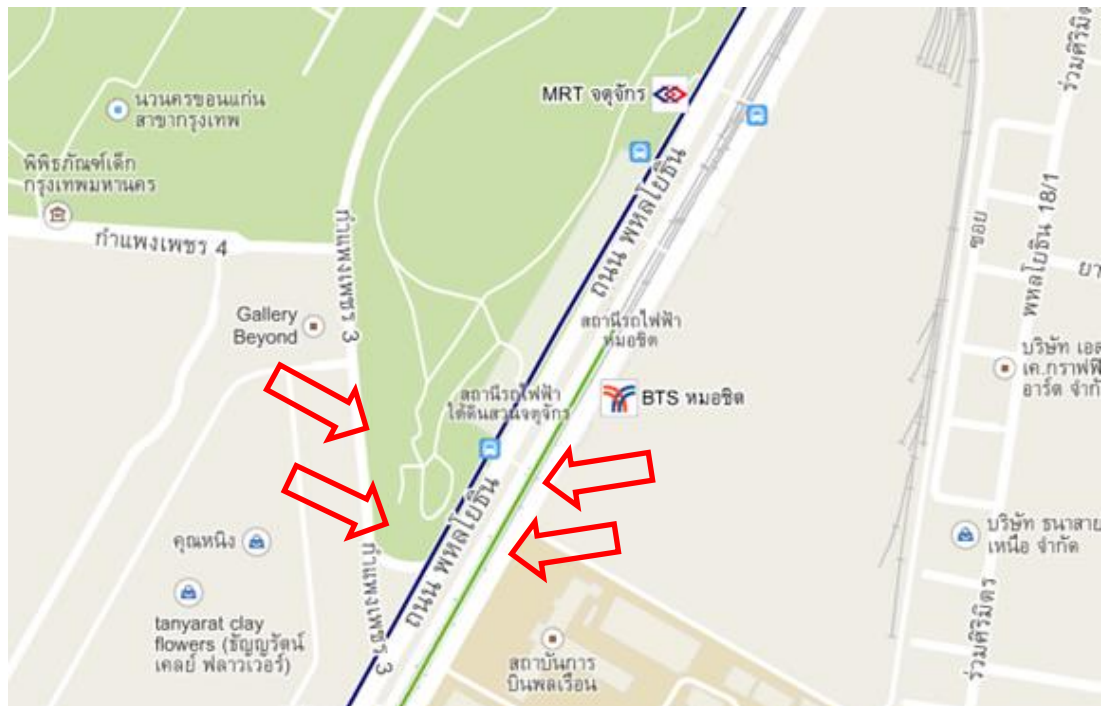 MRT จตุจักร
นวนครขอนแก่น
สาขากรุงเทพ
พิพิธภัณฑ์เด็ก
กรุงเทพมหานคร
กำแพงเพชร 4
กำแพงเพชร 3
ถนน พหลโยธิน
ร่วมศิริมิตร
ซอย
พหลโยธิน 18/1
Gallery
Beyond
สถานีรถไฟฟ้า
หมอชิต
สถานีรถไฟฟ้า
ใต้ดินสวนจตุจักร
BTS หมอชิต
บริษัท เอส
เค.กราฟฟิ
อาร์ต จำกั
ถนน พหลโยธิน
คุณหนิง
กำแพงเพชร 3
บริษัท ธนาสาย
เหนือ จำกัด
tanyarat clay
flowers (ธัญญรัตน์
เคลย์ ฟลาวเวอร์)
สถาบันการ
บินพลเรือน
ร่วมศิริมิตร